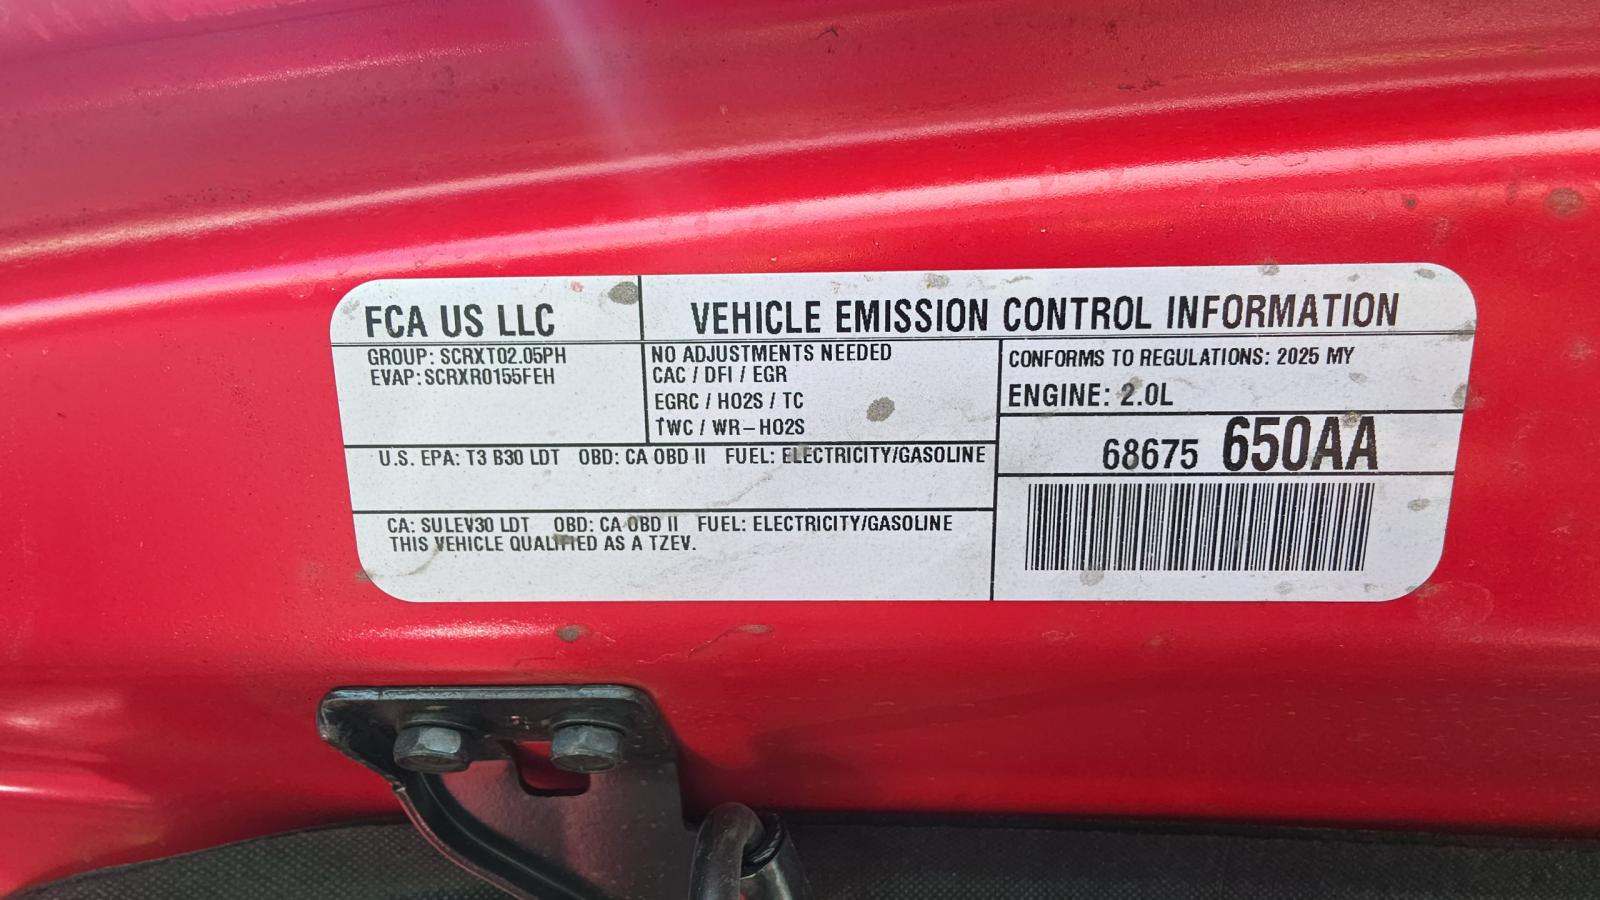 FCA US LLC
VEHICLE EMISSION CONTROL INFORMATION
GROUP: SCRXT02.05PH
EVAP: SCRXR0155FEH
NO ADJUSTMENTS NEEDED
CAC / DFI / EGR
EGRC / HO2S / TC
TWC / WR-HO2S
CONFORMS TO REGULATIONS: 2025 MY
ENGINE: 2.0L
68675 650AA
U.S. EPA: T3 B30 LDT OBD: CA OBD II FUEL: ELECTRICITY/GASOLINE
CA: SULEV30 LDT OBD: CA OBD II FUEL: ELECTRICITY/GASOLINE
THIS VEHICLE QUALIFIED AS A TZEV.